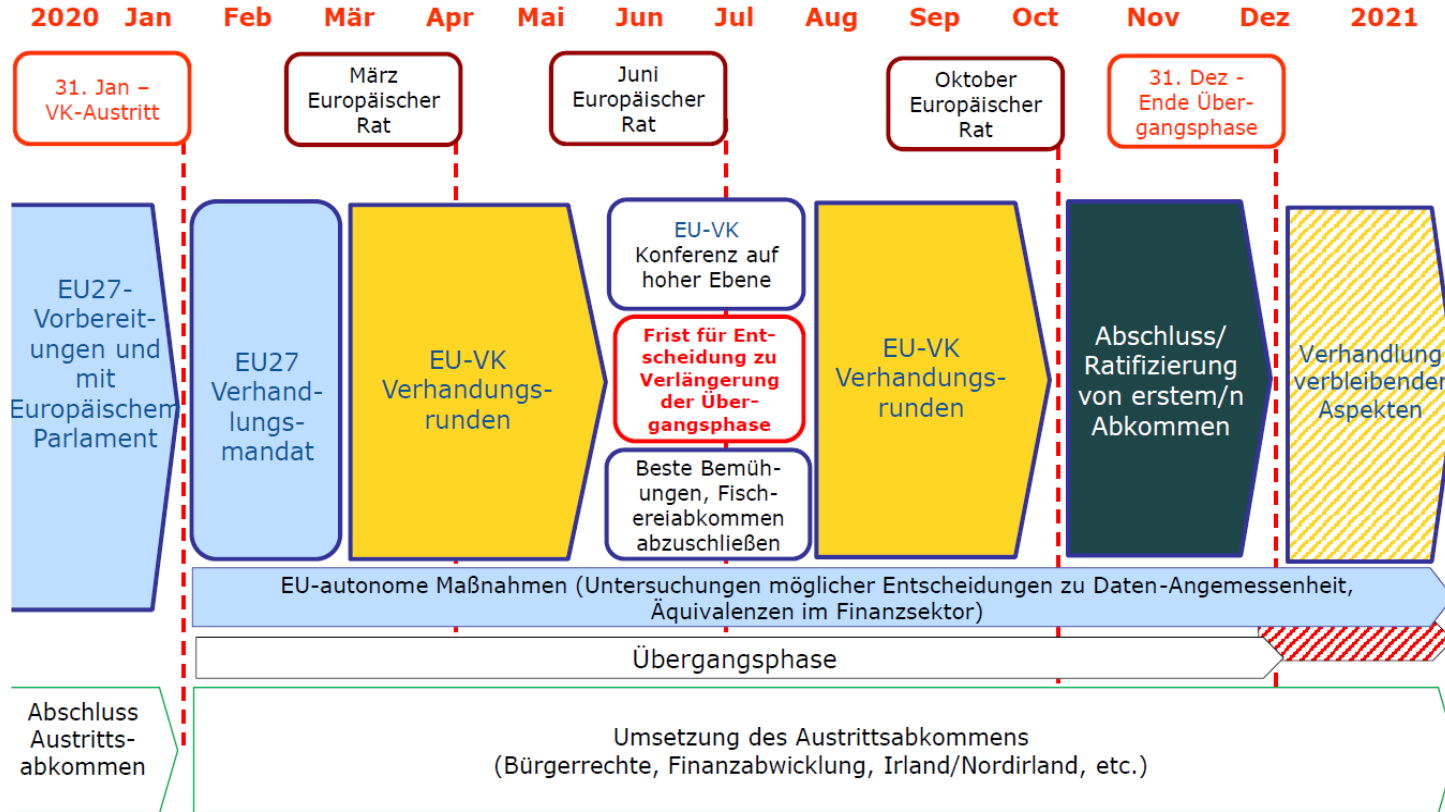 2020 Jan Feb Mär Apr Mai Jun Jul Aug Sep Oct Nov Dez 2021
31. Jan –
VK-Austritt
März
Europäischer
Rat
Juni
Europäischer
Rat
Oktober
Europäischer
Rat
31. Dez -
Ende Über-
gangsphase
EU27-
Vorbereit-
ungen und
mit
Europäischem
Parlament
EU27
Verhand-
lungs-
mandat
EU-VK
Verhandungs-
runden
EU-VK
Konferenz auf
hoher Ebene
Frist für Ent-
scheidung zu
Verlängerung
der Über-
gangsphase
Beste Bemüh-
ungen, Fisch-
ereiabkommen
abzuschließen
EU-VK
Verhandungs-
runden
Abschluss/
Ratifizierung
von erstem/n
Abkommen
Verhandlung
verbleibender
Aspekten
EU-autonome Maßnahmen (Untersuchungen möglicher Entscheidungen zu Daten-Angemessenheit,
Äquivalenzen im Finanzsektor)
Übergangsphase
Abschluss
Austritts-
abkommen
Umsetzung des Austrittsabkommens
(Bürgerrechte, Finanzabwicklung, Irland/Nordirland, etc.)